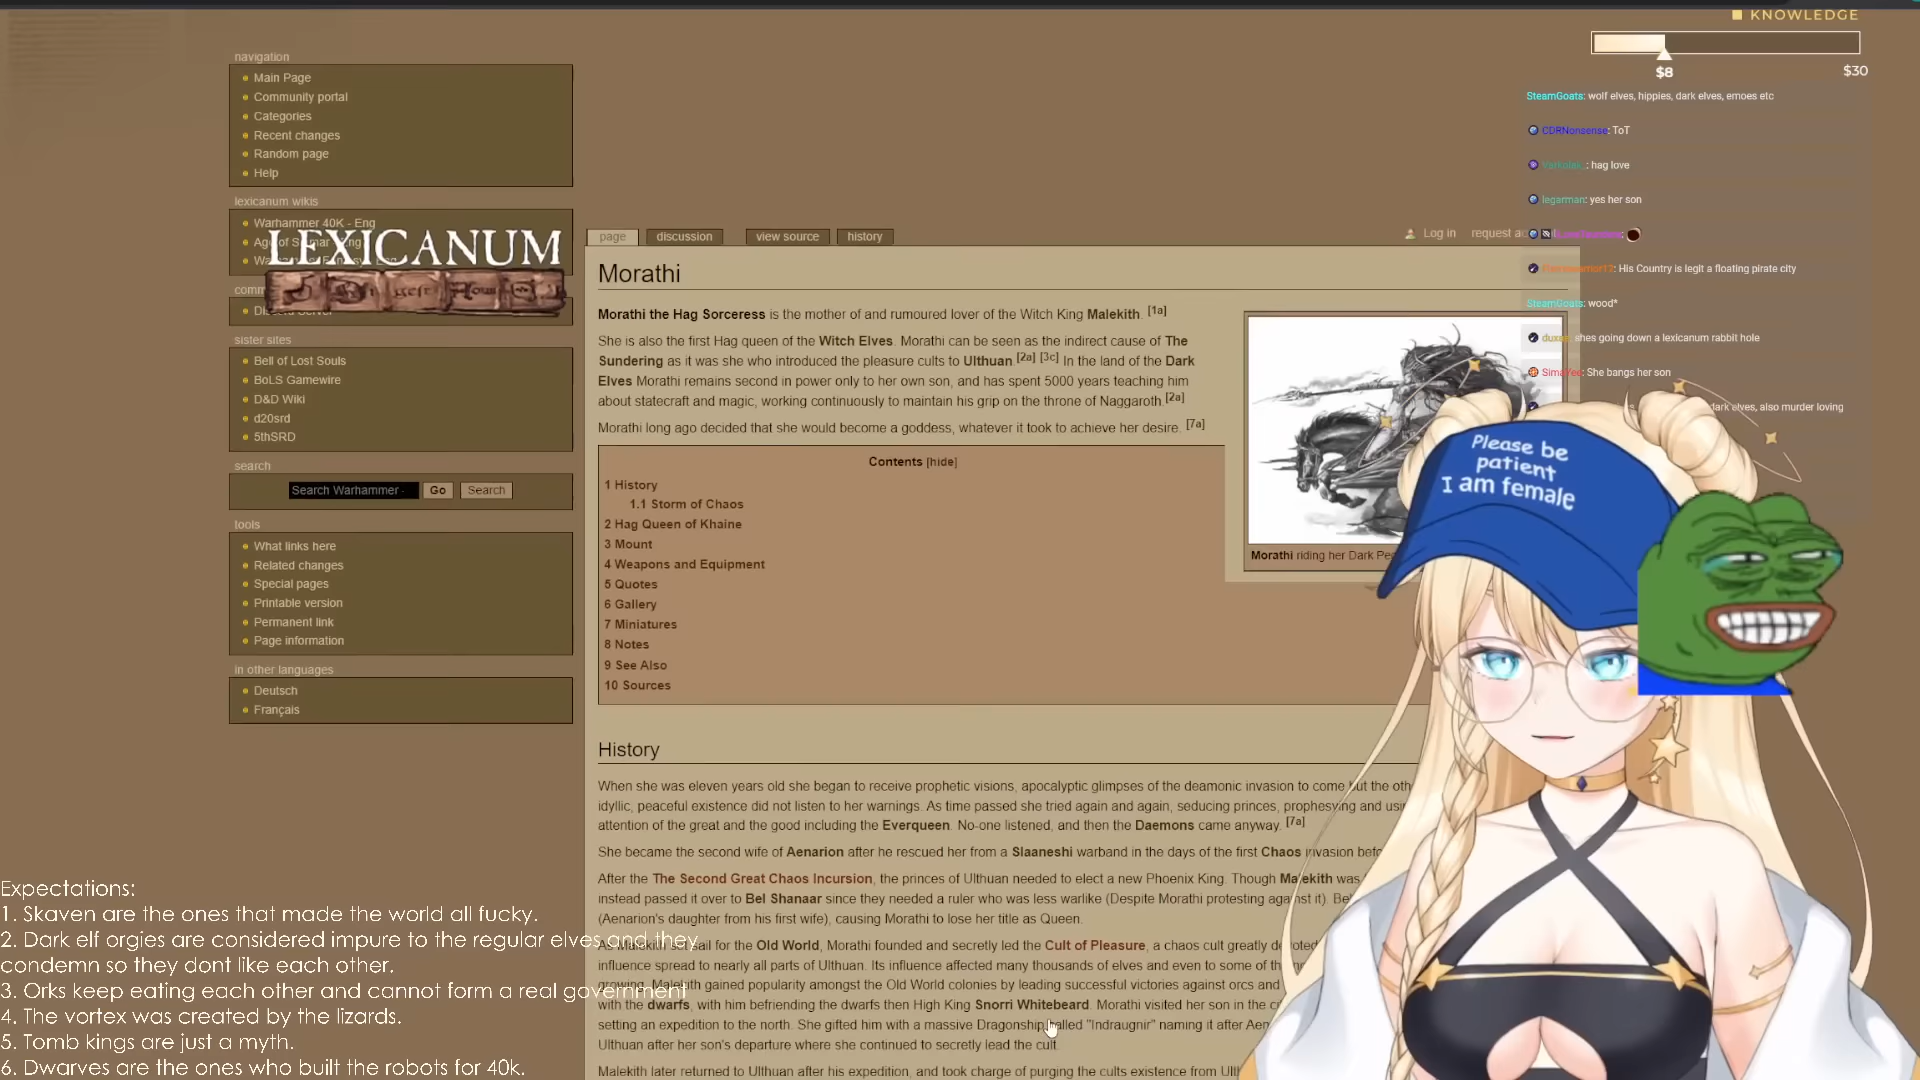 KNOWLEDGE
$8
$30
navigation
Main Page
Community portal
Categories
Recent changes
Random page
Help
lexicanum wikis
Warhammer 40K - Eng
LEXICANUM
sister sites
Bell of Lost Souls
BoLS Gamewire
D&D Wiki
d20srd
5thSRD
search
Search Warhammer -
Go
Search
tools
What links here
Related changes
Special pages
Printable version
Permanent link
Page information
in other languages
Deutsch
Français
page
discussion
view source
history
Log in
request
Morathi
Morathi the Hag Sorceress is the mother of and rumoured lover of the Witch King Malekith. [1a]
She is also the first Hag queen of the Witch Elves. Morathi can be seen as the indirect cause of The
Sundering as it was she who introduced the pleasure cults to Ulthuan.[2a] [3c] In the land of the Dark
Elves Morathi remains second in power only to her own son, and has spent 5000 years teaching him
about statecraft and magic, working continuously to maintain his grip on the throne of Naggaroth.[2a]
Morathi long ago decided that she would become a goddess, whatever it took to achieve her desire. [7a]
Morathi riding her Dark
Contents [hide]
1 History
1.1 Storm of Chaos
2 Hag Queen of Khaine
3 Mount
4 Weapons and Equipment
5 Quotes
6 Gallery
7 Miniatures
8 Notes
9 See Also
10 Sources
History
When she was eleven years old she began to receive prophetic visions, apocalyptic glimpses of the deamonic invasion to come but the
idyllic, peaceful existence did not listen to her warnings. As time passed she tried again and again, seducing princes, prophesying and
attention of the great and the good including the Everqueen. No-one listened, and then the Daemons came anyway. [7a]
She became the second wife of Aenarion after he rescued her from a Slaaneshi warband in the days of the first Chaos invasion
After the The Second Great Chaos Incursion, the princes of Ulthuan needed to elect a new Phoenix King. Though Malekith was
instead passed it over to Bel Shanaar since they needed a ruler who was less warlike (Despite Morathi protesting against it).
(Aenarion's daughter from his first wife), causing Morathi to lose her title as Queen.
sail for the Old World, Morathi founded and secretly led the Cult of Pleasure, a chaos cult greatly
influence spread to nearly all parts of Ulthuan. Its influence affected many thousands of elves and even to some of
Malekith gained popularity amongst the Old World colonies by leading successful victories against orcs and
with the dwarfs, with him befriending the dwarfs then High King Snorri Whitebeard. Morathi visited her son in the
setting an expedition to the north. She gifted him with a massive Dragonship called "Indraugnir" naming it after
Ulthuan after her son's departure where she continued to secretly lead the cult.
Malekith later returned to Ulthuan after his expedition, and took charge of purging the cults existence from
SteamGoats: wolf elves, hippies, dark elves, emoes etc
CDRNonsense: ToT
: hag love
legarman: yes her son
: His Country is legit a floating pirate city
SteamGoats: wood*
shes going down a lexicanum rabbit hole
She bangs her son
dark elves, also murder loving
Please be
patient
I am female
Expectations:
1. Skaven are the ones that made the world all fucky.
2. Dark elf orgies are considered impure to the regular elves and they
condemn so they dont like each other.
3. Orks keep eating each other and cannot form a real government
4. The vortex was created by the lizards.
5. Tomb kings are just a myth.
6. Dwarves are the ones who built the robots for 40k.